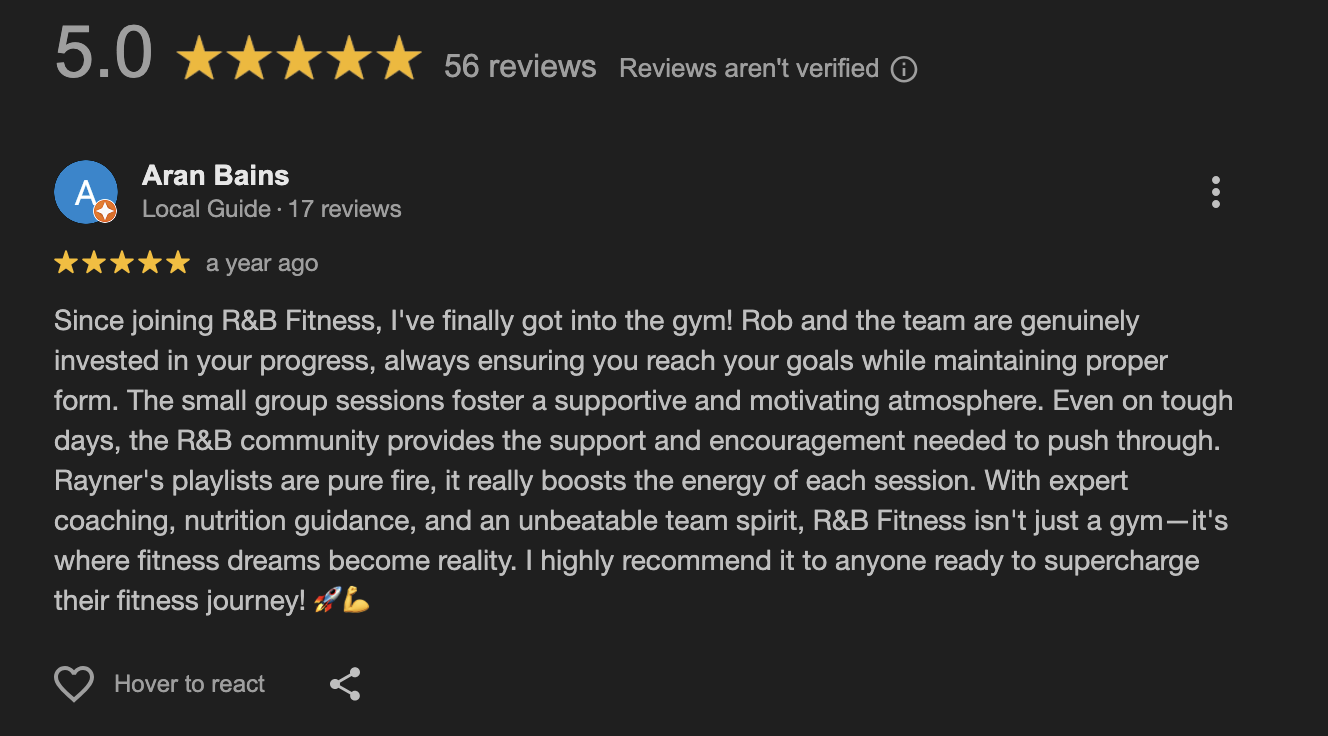 5.0 56 reviews Reviews aren't verified
A
Aran Bains
Local Guide · 17 reviews
a year ago
Since joining R&B Fitness, I've finally got into the gym! Rob and the team are genuinely
invested in your progress, always ensuring you reach your goals while maintaining proper
form. The small group sessions foster a supportive and motivating atmosphere. Even on tough
days, the R&B community provides the support and encouragement needed to push through.
Rayner's playlists are pure fire, it really boosts the energy of each session. With expert
coaching, nutrition guidance, and an unbeatable team spirit, R&B Fitness isn't just a gym—it's
where fitness dreams become reality. I highly recommend it to anyone ready to supercharge
their fitness journey! 🚀💪
Hover to react